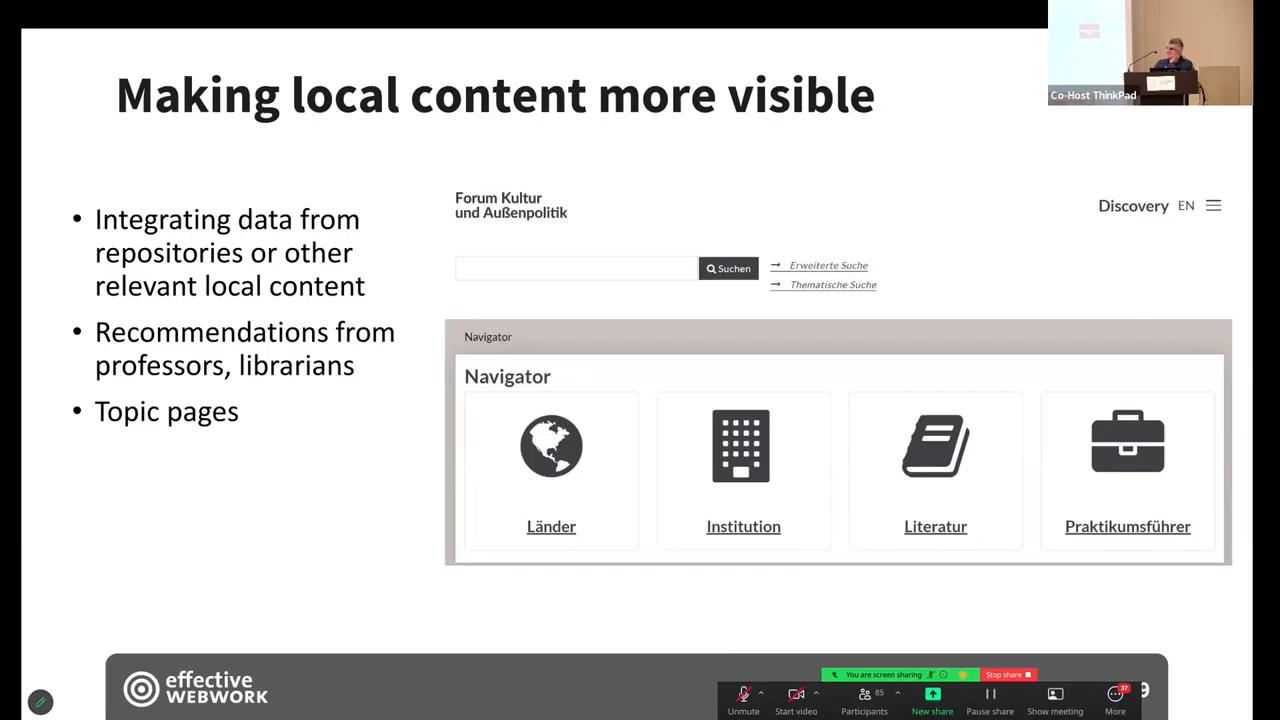 Making local content more visible
Co-Host ThinkPad
• Integrating data from
repositories or other
relevant local content
• Recommendations from
professors, librarians
• Topic pages
Forum Kultur
und Außenpolitik
Discovery EN
Suchen
→ Erweiterte Suche
→ Thematische Suche
Navigator
Navigator
Länder
Institution
Literatur
Praktikumsführer
effective
WEBWORK
You are screen sharing
Stop share
9
Unmute
Start video
85
Participants
New share
Pause share
Show meeting
37
More